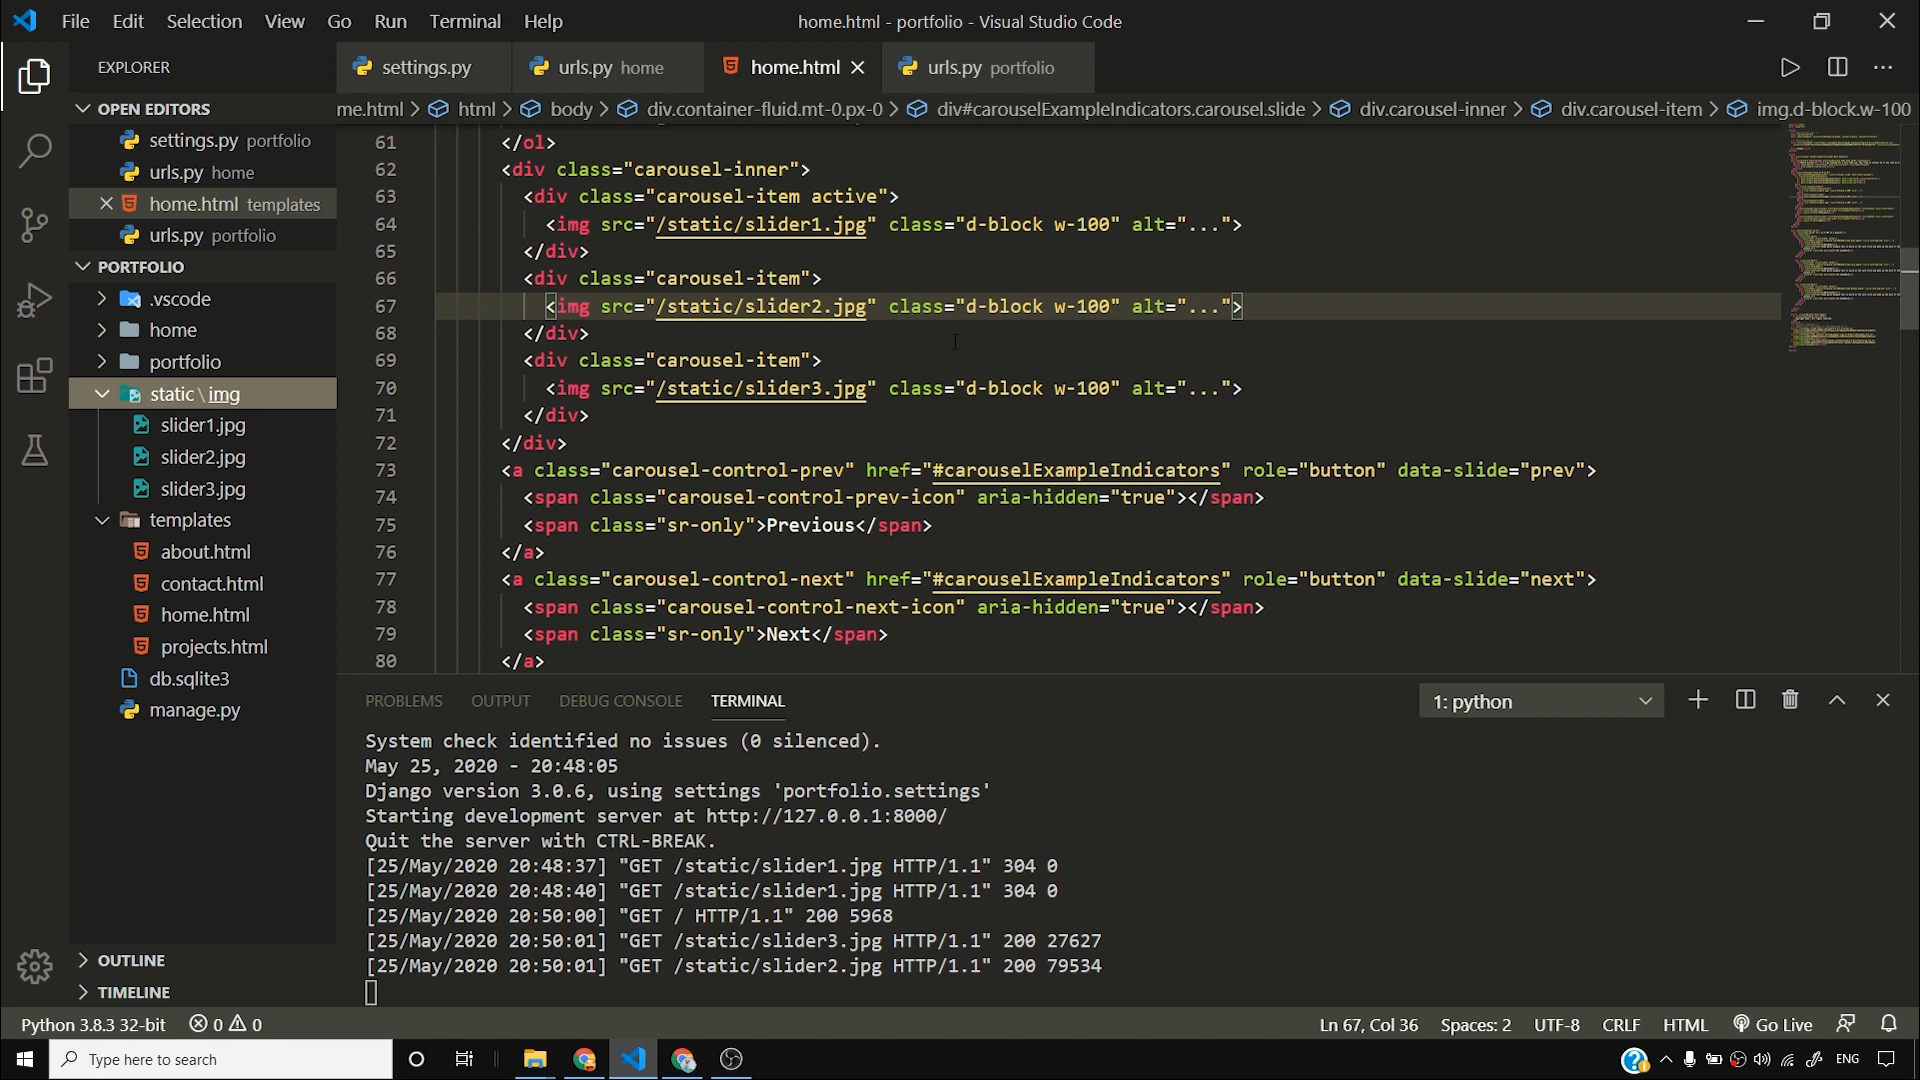 File Edit Selection View Go Run Terminal Help
home.html - portfolio - Visual Studio Code
EXPLORER
settings.py
urls.py home
home.html
urls.py portfolio
OPEN EDITORS
settings.py portfolio
urls.py home
home.html templates
urls.py portfolio
PORTFOLIO
.vscode
home
portfolio
static\img
slider1.jpg
slider2.jpg
slider3.jpg
templates
about.html
contact.html
home.html
projects.html
db.sqlite3
manage.py
OUTLINE
TIMELINE
me.html > html > body > div.container-fluid.mt-0.px-0 > div#carouselExampleIndicators.carousel.slide > div.carousel-inner > div.carousel-item > img.d-block.w-100
61 </ol>
62 <div class="carousel-inner">
63 <div class="carousel-item active">
64 <img src="/static/slider1.jpg" class="d-block w-100" alt="...">
65 </div>
66 <div class="carousel-item">
67 <img src="/static/slider2.jpg" class="d-block w-100" alt="...">
68 </div>
69 <div class="carousel-item">
70 <img src="/static/slider3.jpg" class="d-block w-100" alt="...">
71 </div>
72 </div>
73 <a class="carousel-control-prev" href="#carouselExampleIndicators" role="button" data-slide="prev">
74 <span class="carousel-control-prev-icon" aria-hidden="true"></span>
75 <span class="sr-only">Previous</span>
76 </a>
77 <a class="carousel-control-next" href="#carouselExampleIndicators" role="button" data-slide="next">
78 <span class="carousel-control-next-icon" aria-hidden="true"></span>
79 <span class="sr-only">Next</span>
80 </a>
PROBLEMS OUTPUT DEBUG CONSOLE TERMINAL
1: python
System check identified no issues (0 silenced).
May 25, 2020 - 20:48:05
Django version 3.0.6, using settings 'portfolio.settings'
Starting development server at http://127.0.0.1:8000/
Quit the server with CTRL-BREAK.
[25/May/2020 20:48:37] "GET /static/slider1.jpg HTTP/1.1" 304 0
[25/May/2020 20:48:40] "GET /static/slider1.jpg HTTP/1.1" 304 0
[25/May/2020 20:50:00] "GET / HTTP/1.1" 200 5968
[25/May/2020 20:50:01] "GET /static/slider3.jpg HTTP/1.1" 200 27627
[25/May/2020 20:50:01] "GET /static/slider2.jpg HTTP/1.1" 200 79534
Python 3.8.3 32-bit 0 0
Ln 67, Col 36 Spaces: 2 UTF-8 CRLF HTML Go Live
Type here to search
ENG